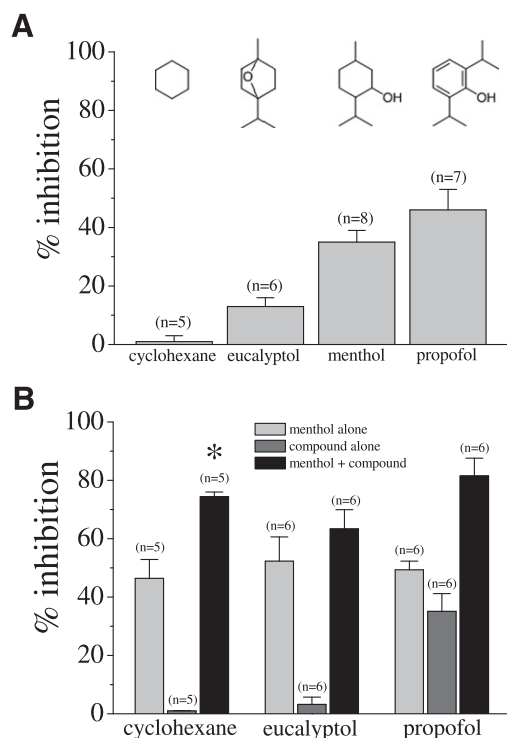 A
100
80
60
40
20
0
% inhibition
O
OH
OH
(n=5)
(n=6)
(n=8)
(n=7)
cyclohexane eucalyptol menthol propofol
B
100
80
60
40
20
0
% inhibition
menthol alone
compound alone
menthol + compound
*
(n=5)
(n=5)
(n=5)
(n=6)
(n=6)
(n=6)
(n=6)
(n=6)
(n=6)
cyclohexane eucalyptol propofol